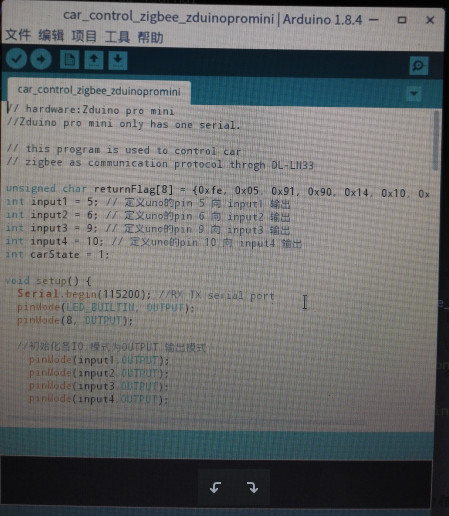 car_control_zigbee_zduinopromini | Arduino 1.8.4
文件 编辑 项目 工具 帮助
car_control_zigbee_zduinopromini
// hardware:Zduino pro mini
//Zduino pro mini only has one serial.
// this program is used to control car
// zigbee as communication protocol throgh DL-LN33
unsigned char returnFlag[8] = {0xfe, 0x05, 0x91, 0x90, 0x14, 0x10, 0x
int input1 = 5; // 定义uno的pin 5 向 input1 输出
int input2 = 6; // 定义uno的pin 6 向 input2 输出
int input3 = 9; // 定义uno的pin 9 向 input3 输出
int input4 = 10; // 定义uno的pin 10 向 input4 输出
int carState = 1;
void setup() {
Serial.begin(115200); //RX TX serial port
pinMode(LED_BUILTIN, OUTPUT);
pinMode(8, OUTPUT);
//初始化各IO,模式为OUTPUT 输出模式
pinMode(input1,OUTPUT);
pinMode(input2,OUTPUT);
pinMode(input3,OUTPUT);
pinMode(input4,OUTPUT);